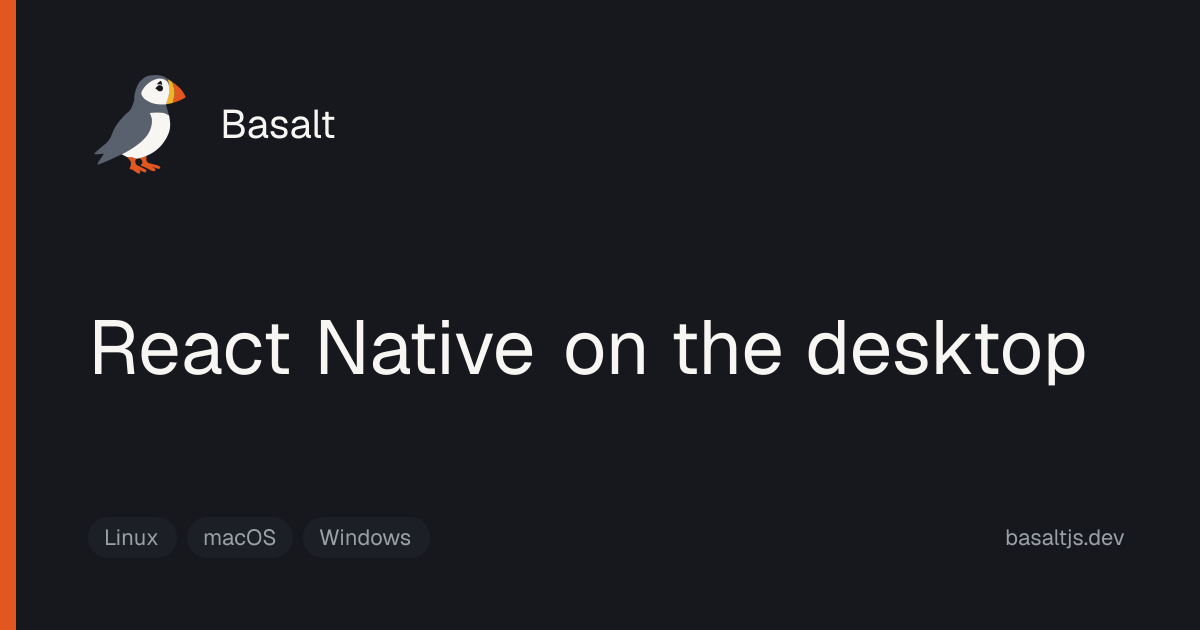 Basalt
React Native on the desktop
Linux
macOS
Windows
basaltjs.dev